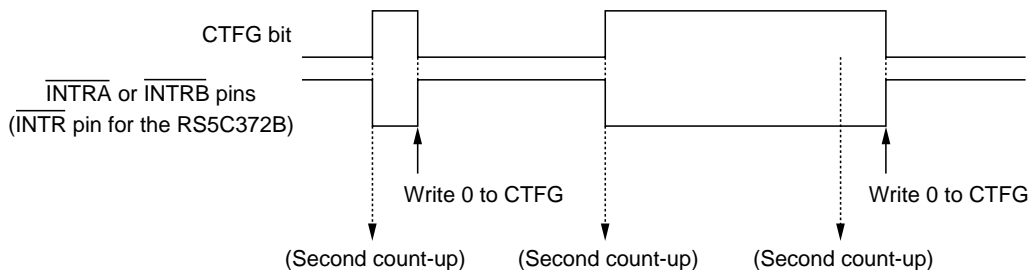 CTFG bit
INTRA or INTRB pins
(INTR pin for the RS5C372B)
Write 0 to CTFG
Write 0 to CTFG
(Second count-up)
(Second count-up)
(Second count-up)